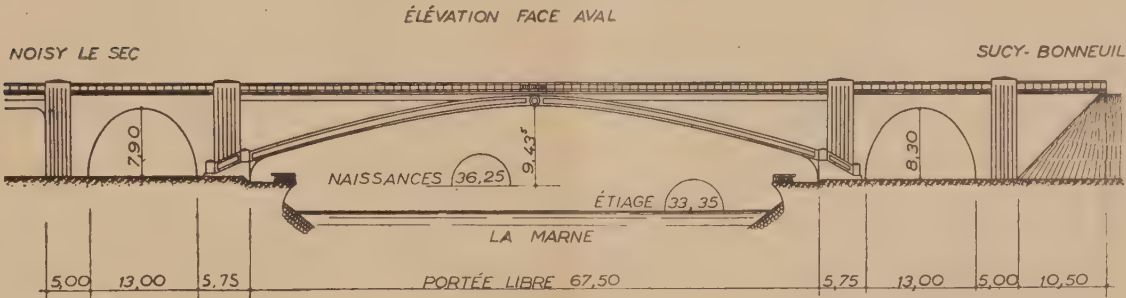 ÉLÉVATION FACE AVAL
NOISY LE SEC
SUCY-BONNEUIL
7,90
9,43⁵
8,30
NAISSANCES 36,25
ÉTIAGE 33,35
LA MARNE
5,00 13,00 5,75 PORTÉE LIBRE 67,50 5,75 13,00 5,00 10,50